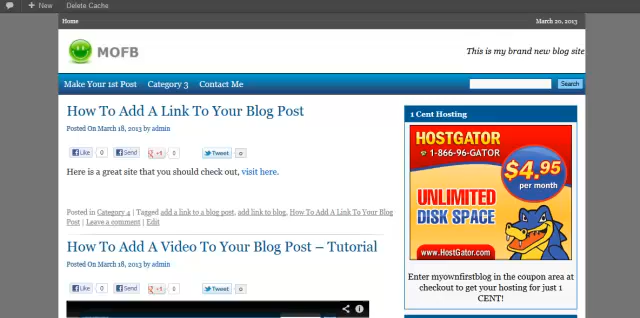 New Delete Cache
Home March 20, 2013
MOFB This is my brand new blog site
Make Your 1st Post Category 3 Contact Me Search
How To Add A Link To Your Blog Post
Posted On March 18, 2013 by admin
Like 0 Send +1 0 Tweet 0
Here is a great site that you should check out, visit here.
Posted in Category 4 | Tagged add a link to a blog post, add link to blog, How To Add A Link To Your Blog
Post | Leave a comment | Edit
How To Add A Video To Your Blog Post – Tutorial
Posted On March 18, 2013 by admin
Like 0 Send +1 0 Tweet 0
1 Cent Hosting
HOSTGATOR
1-866-96-GATOR
$4.95
per month
UNLIMITED
DISK SPACE
www.HostGator.com
Enter myownfirstblog in the coupon area at
checkout to get your hosting for just 1
CENT!